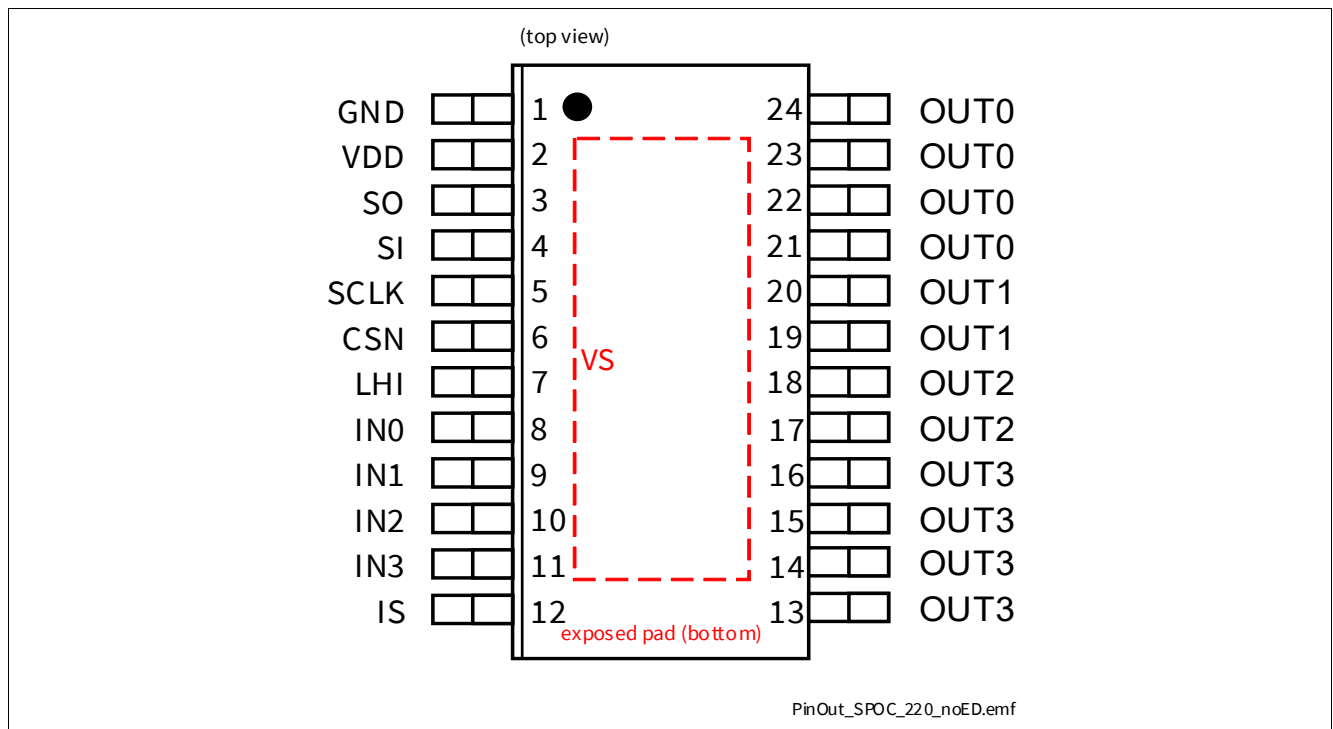 (top view)
GND 1 24 OUT0
VDD 2 23 OUT0
SO 3 22 OUT0
SI 4 21 OUT0
SCLK 5 20 OUT1
CSN 6 19 OUT1
VS
LHI 7 18 OUT2
IN0 8 17 OUT2
IN1 9 16 OUT3
IN2 10 15 OUT3
IN3 11 14 OUT3
IS 12 13 OUT3
exposed pad (bottom)
PinOut_SPOC_220_noED.emf